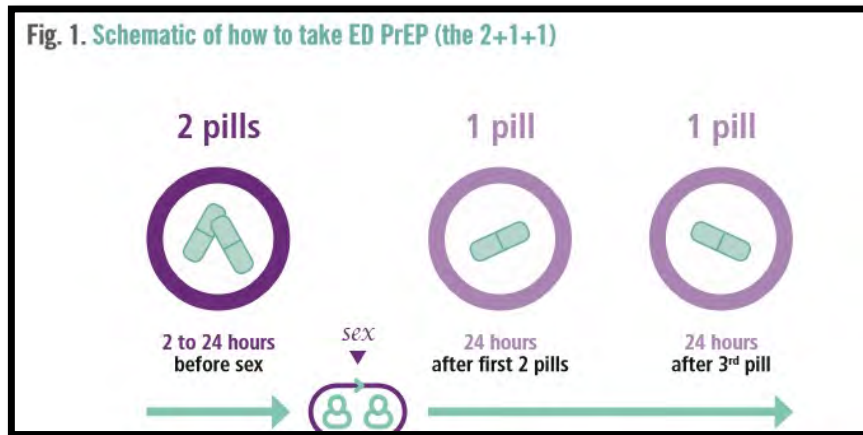 Fig. 1. Schematic of how to take ED PrEP (the 2+1+1)
2 pills
2 to 24 hours
before sex
sex
1 pill
24 hours
after first 2 pills
1 pill
24 hours
after 3rd pill